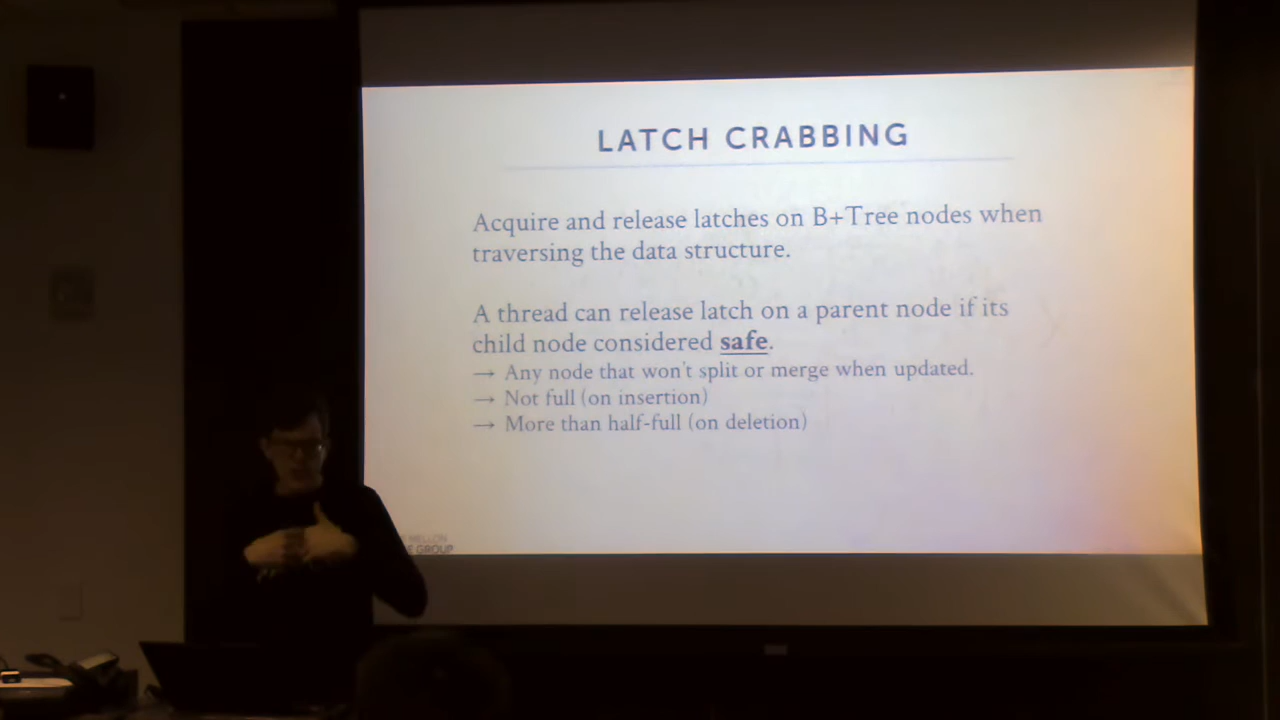 LATCH CRABBING
Acquire and release latches on B+Tree nodes when
traversing the data structure.
A thread can release latch on a parent node if its
child node considered safe.
→ Any node that won't split or merge when updated.
→ Not full (on insertion)
→ More than half-full (on deletion)
MELLON
GROUP